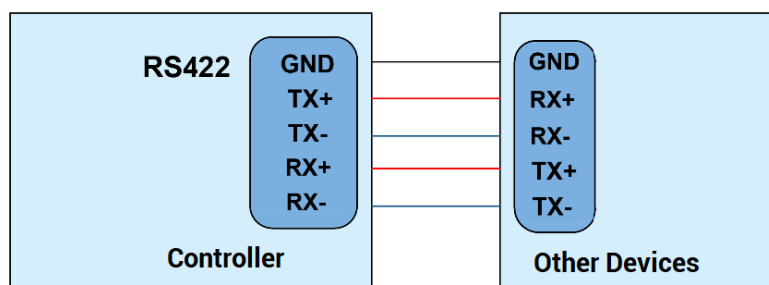 RS422
GND
TX+
TX-
RX+
RX-
Controller
GND
RX+
RX-
TX+
TX-
Other Devices